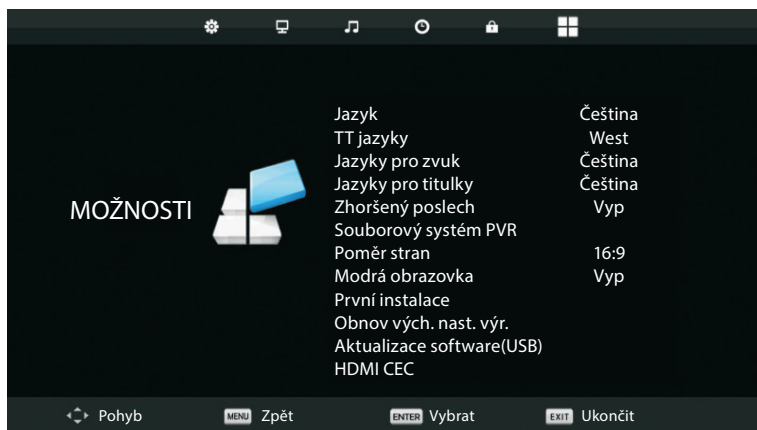 Jazyk Čeština
TT jazyky West
Jazyky pro zvuk Čeština
Jazyky pro titulky Čeština
MOŽNOSTI
Zhoršený poslech Vyp
Souborový systém PVR
Poměr stran 16:9
Modrá obrazovka Vyp
První instalace
Obnov vých. nast. výr.
Aktualizace software(USB)
HDMI CEC
Pohyb MENU Zpět ENTER Vybrat EXIT Ukončit